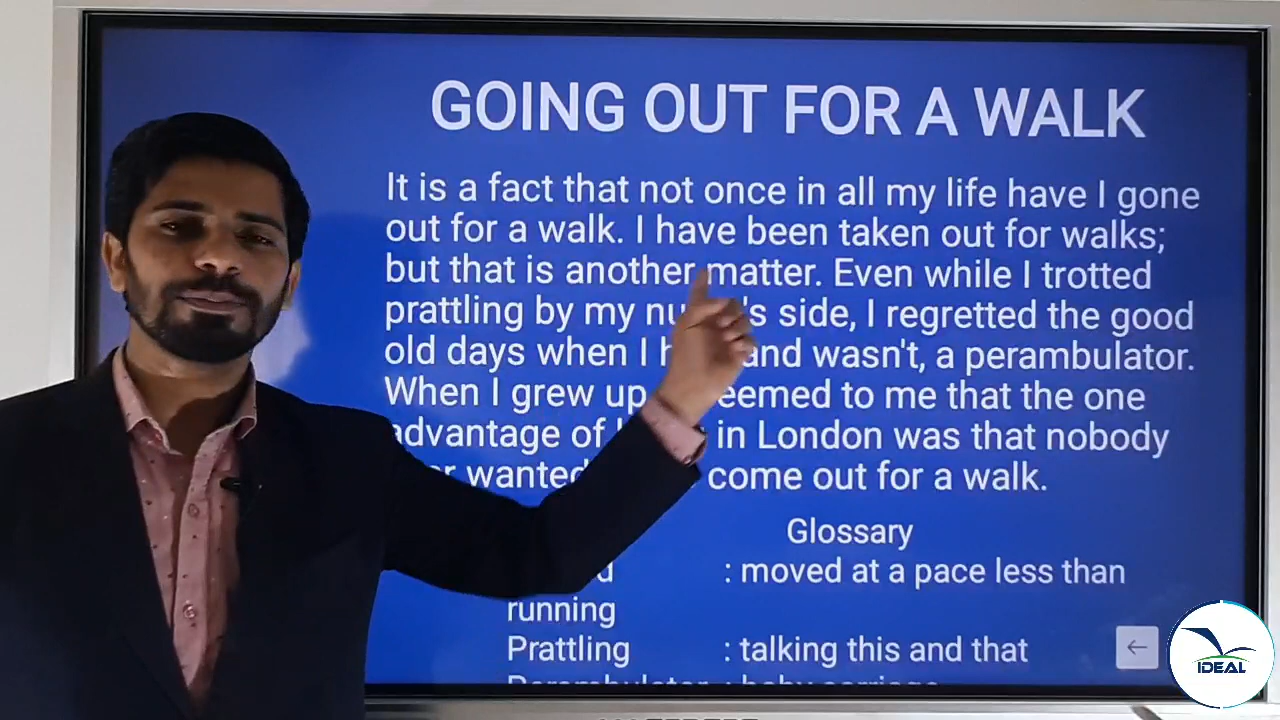 GOING OUT FOR A WALK
It is a fact that not once in all my life have I gone
out for a walk. I have been taken out for walks;
but that is another matter. Even while I trotted
prattling by my side, I regretted the good
old days when I and wasn't, a perambulator.
When I grew up to me that the one
advantage of in London was that nobody
wanted come out for a walk.
Glossary
: moved at a pace less than
running
Prattling : talking this and that
IDEAL